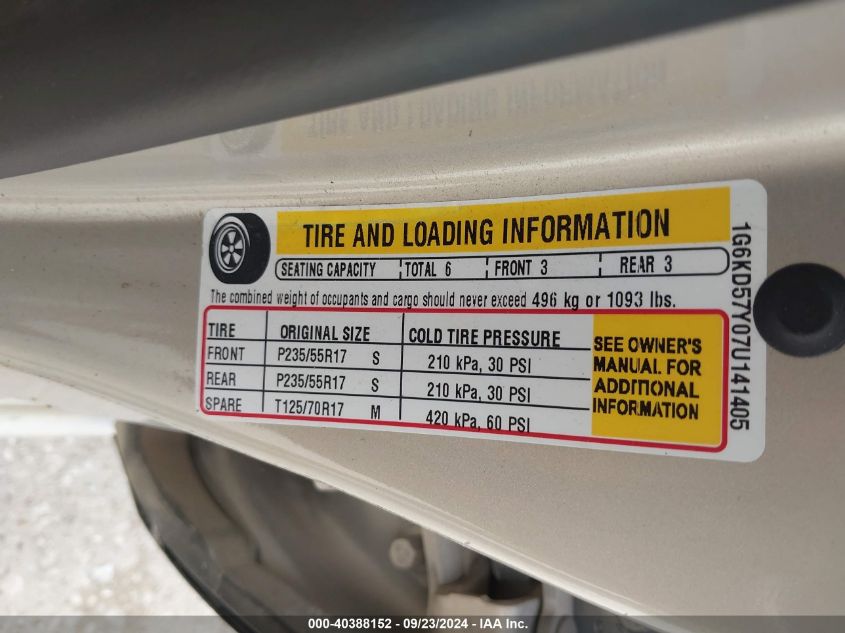 TIRE AND LOADING INFORMATION
SEATING CAPACITY TOTAL 6 FRONT 3 REAR 3
The combined weight of occupants and cargo should never exceed 496 kg or 1093 lbs.
TIRE ORIGINAL SIZE COLD TIRE PRESSURE
FRONT P235/55R17 S 210 kPa, 30 PSI
REAR P235/55R17 S 210 kPa, 30 PSI
SPARE T125/70R17 M 420 kPa, 60 PSI
SEE OWNER'S
MANUAL FOR
ADDITIONAL
INFORMATION
1G6KD57Y07U141405
000-40388152 - 09/23/2024 - IAA Inc.